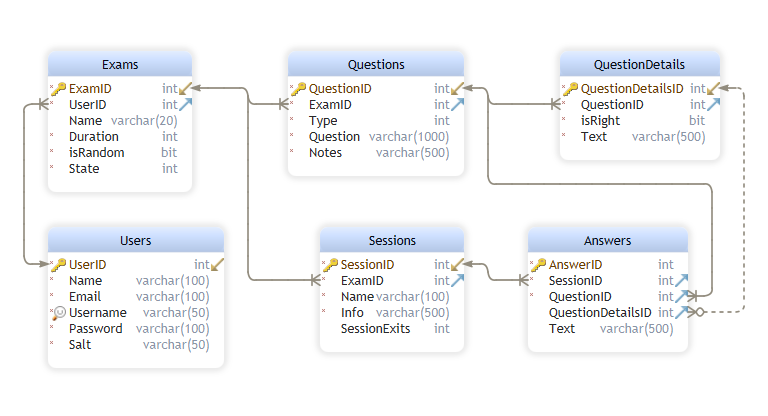 Exams
ExamID int
UserID int
Name varchar(20)
Duration int
isRandom bit
State int
Questions
QuestionID int
ExamID int
Type int
Question varchar(1000)
Notes varchar(500)
QuestionDetails
QuestionDetailsID int
QuestionID int
isRight bit
Text varchar(500)
Users
UserID int
Name varchar(100)
Email varchar(100)
Username varchar(50)
Password varchar(100)
Salt varchar(50)
Sessions
SessionID int
ExamID int
Name varchar(100)
Info varchar(500)
SessionExits int
Answers
AnswerID int
SessionID int
QuestionID int
QuestionDetailsID int
Text varchar(500)